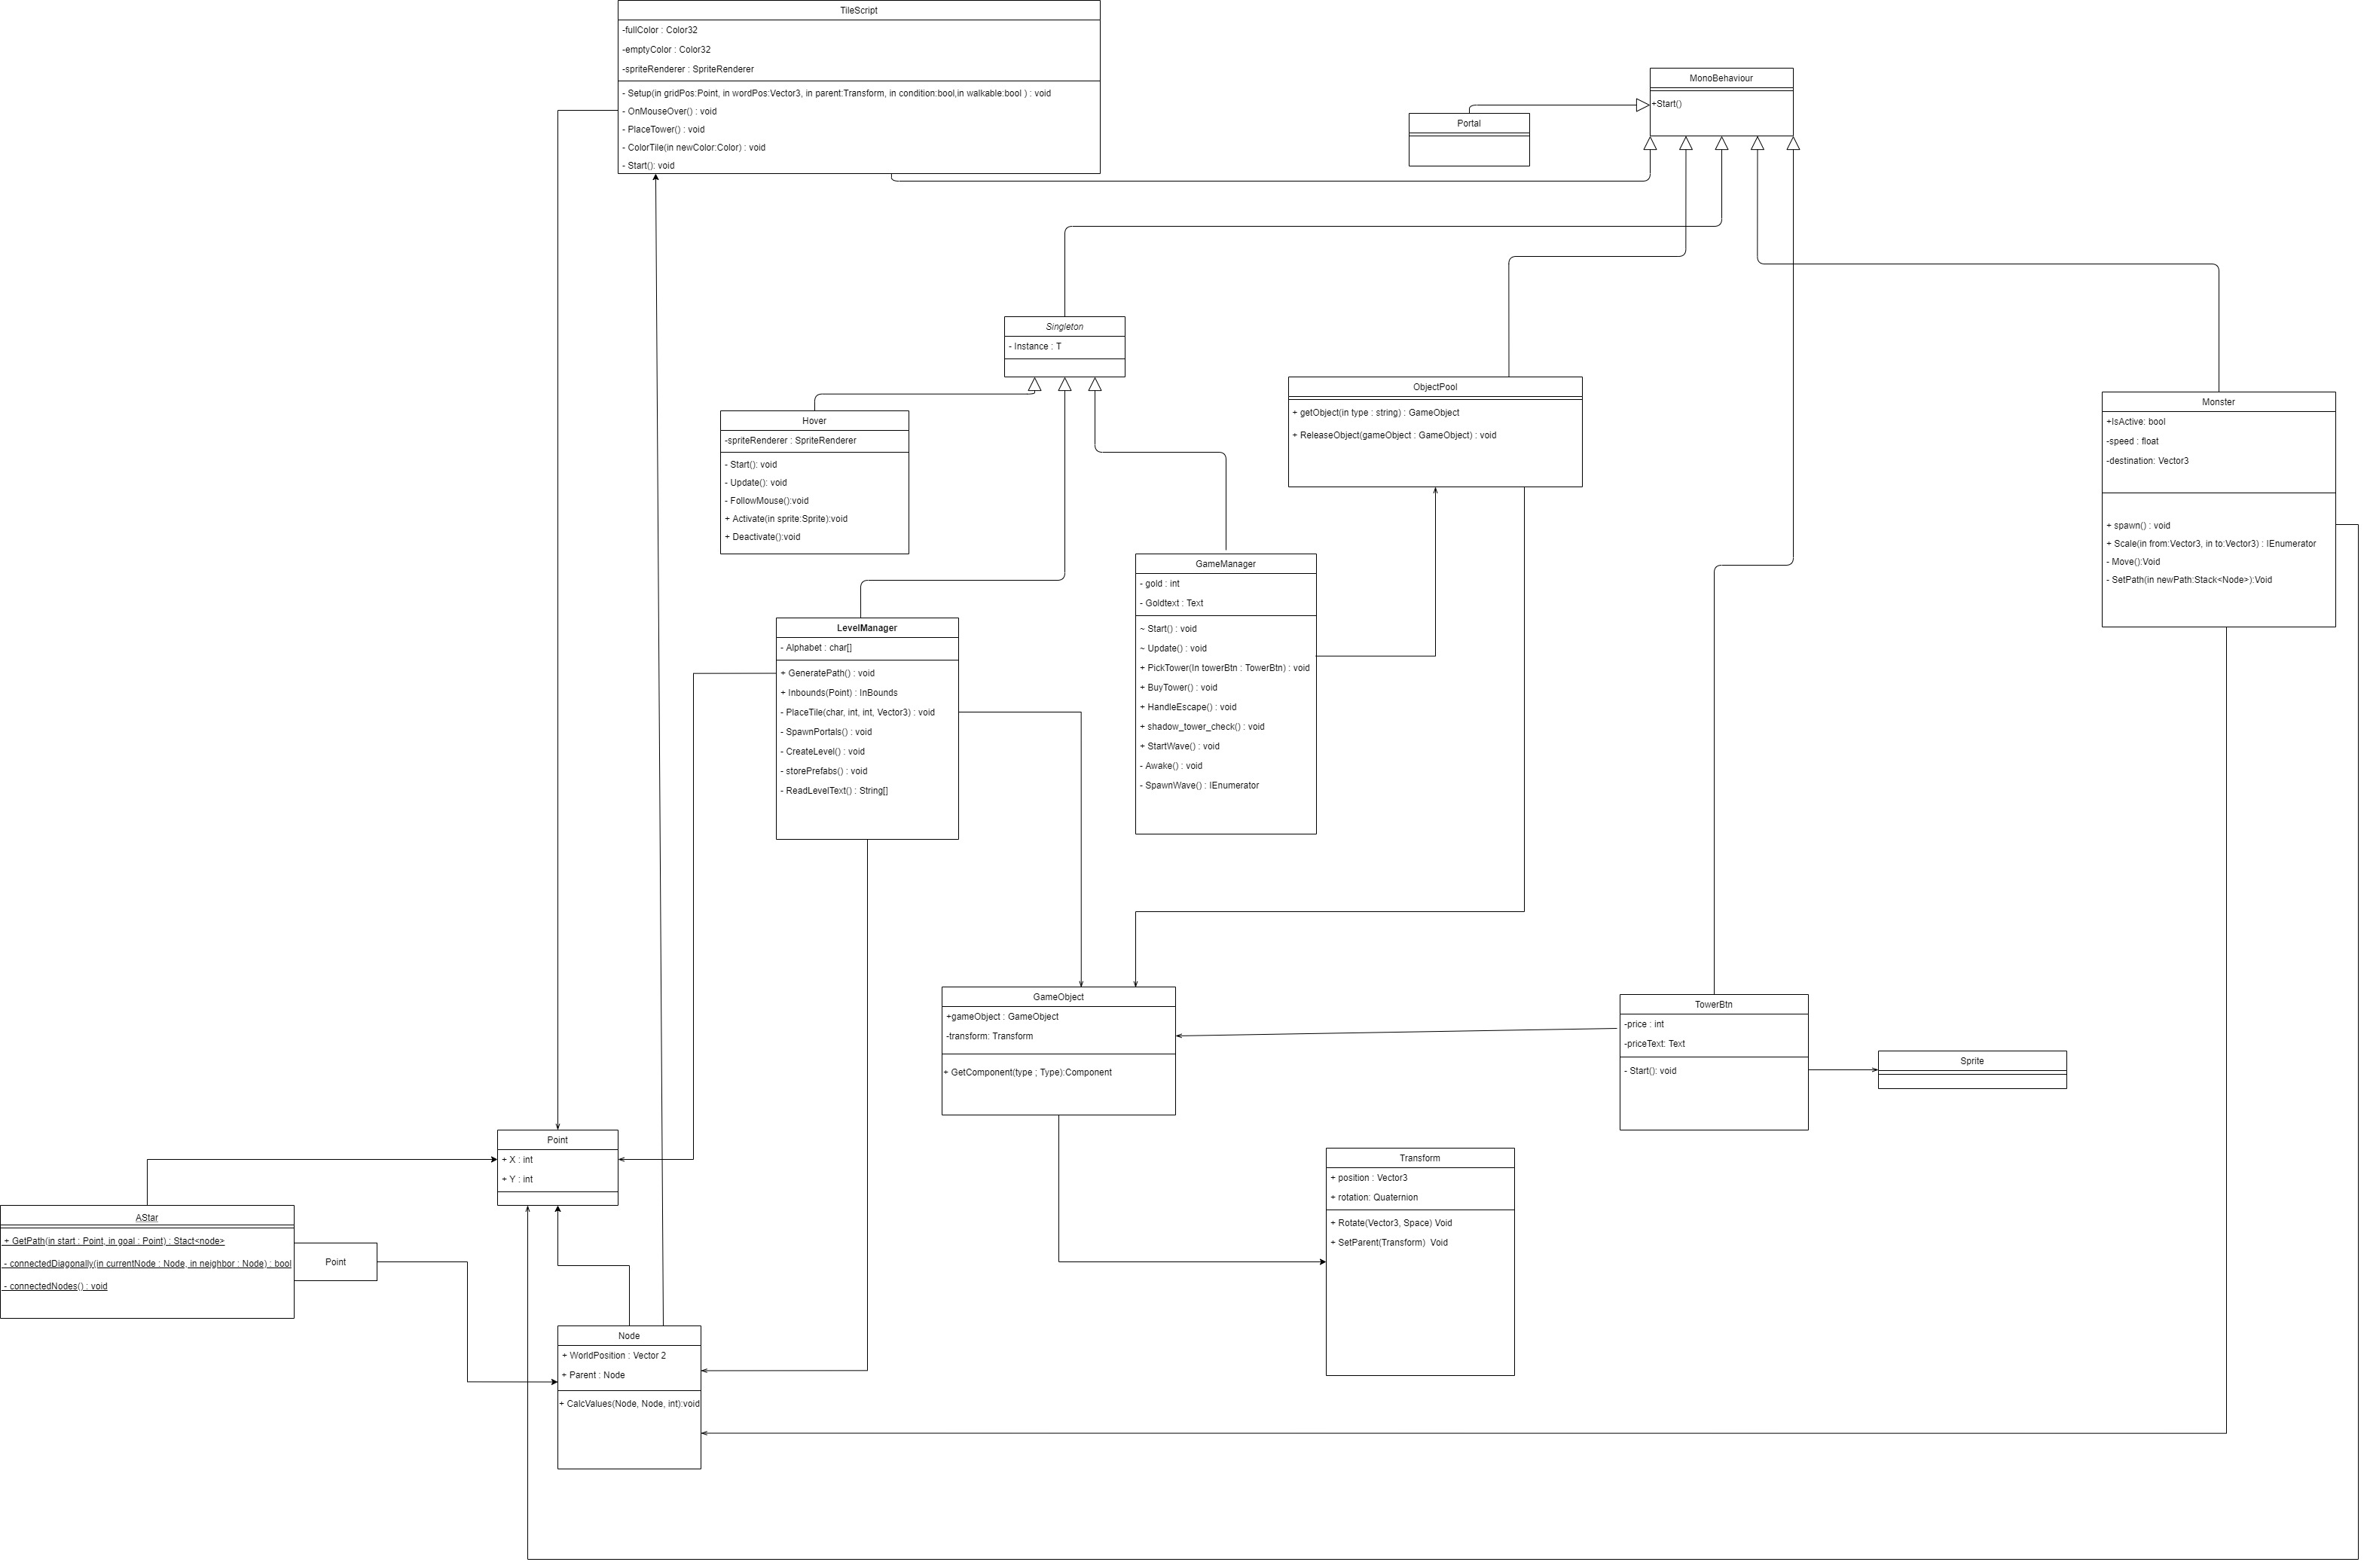 TileScript
-fullColor : Color32
-emptyColor : Color32
-spriteRenderer : SpriteRenderer
- Setup(in gridPos:Point, in wordPos:Vector3, in parent:Transform, in condition:bool,in walkable:bool ) : void
- OnMouseOver() : void
- PlaceTower() : void
- ColorTile(in newColor:Color) : void
- Start(): void
MonoBehaviour
+Start()
Portal
Singleton
- Instance : T
Hover
-spriteRenderer : SpriteRenderer
- Start(): void
- Update(): void
- FollowMouse():void
+ Activate(in sprite:Sprite):void
+ Deactivate():void
ObjectPool
+ getObject(in type : string) : GameObject
+ ReleaseObject(gameObject : GameObject) : void
Monster
+IsActive: bool
-speed : float
-destination: Vector3
+ spawn() : void
+ Scale(in from:Vector3, in to:Vector3) : IEnumerator
- Move():Void
- SetPath(in newPath:Stack<Node>):Void
GameManager
- gold : int
- Goldtext : Text
~ Start() : void
~ Update() : void
+ PickTower(In towerBtn : TowerBtn) : void
+ BuyTower() : void
+ HandleEscape() : void
+ shadow_tower_check() : void
+ StartWave() : void
- Awake() : void
- SpawnWave() : IEnumerator
LevelManager
- Alphabet : char[]
+ GeneratePath() : void
+ Inbounds(Point) : InBounds
- PlaceTile(char, int, int, Vector3) : void
- SpawnPortals() : void
- CreateLevel() : void
- storePrefabs() : void
- ReadLevelText() : String[]
GameObject
+gameObject : GameObject
-transform: Transform
+ GetComponent(type ; Type):Component
TowerBtn
-price : int
-priceText: Text
- Start(): void
Sprite
Point
+ X : int
+ Y : int
Transform
+ position : Vector3
+ rotation: Quaternion
+ Rotate(Vector3, Space) Void
+ SetParent(Transform) Void
AStar
+ GetPath(in start : Point, in goal : Point) : Stact<node>
- connectedDiagonally(in currentNode : Node, in neighbor : Node) : bool
- connectedNodes() : void
Point
Node
+ WorldPosition : Vector 2
+ Parent : Node
+ CalcValues(Node, Node, int):void